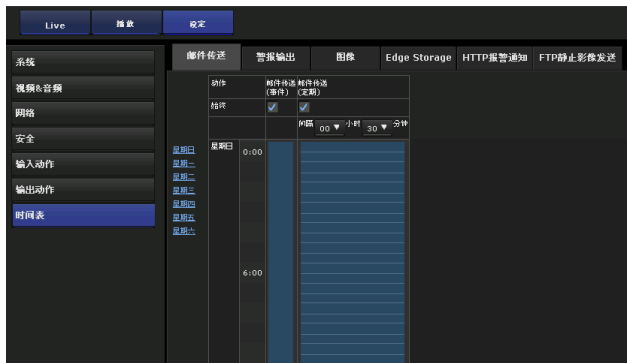 Live 播放 设定
系统
视频&音频
网络
安全
输入动作
输出动作
时间表
邮件传送 警报输出 图像 Edge Storage HTTP报警通知 FTP静止影像发送
动作 邮件传送(事件) 邮件传送(定期)
始终
间隔 00 ▼ 小时 30 ▼ 分钟
星期日
星期一
星期二
星期三
星期四
星期五
星期六
星期日 0:00
6:00